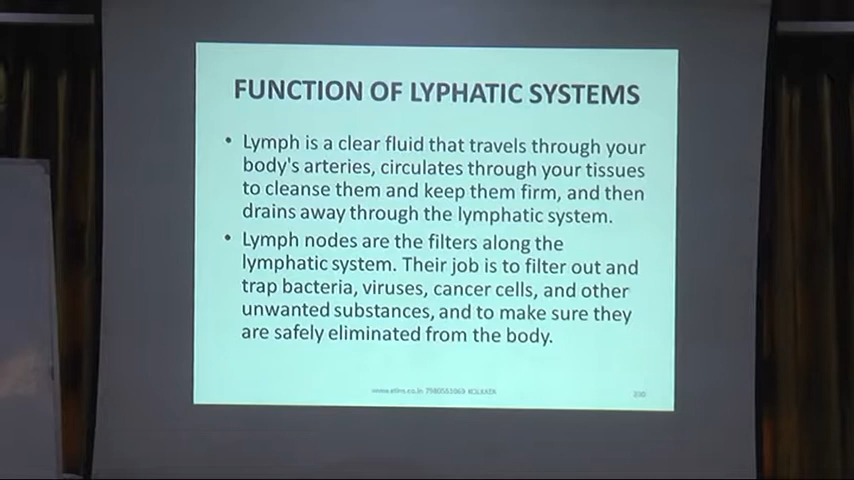 FUNCTION OF LYPHATIC SYSTEMS
• Lymph is a clear fluid that travels through your
body's arteries, circulates through your tissues
to cleanse them and keep them firm, and then
drains away through the lymphatic system.
• Lymph nodes are the filters along the
lymphatic system. Their job is to filter out and
trap bacteria, viruses, cancer cells, and other
unwanted substances, and to make sure they
are safely eliminated from the body.